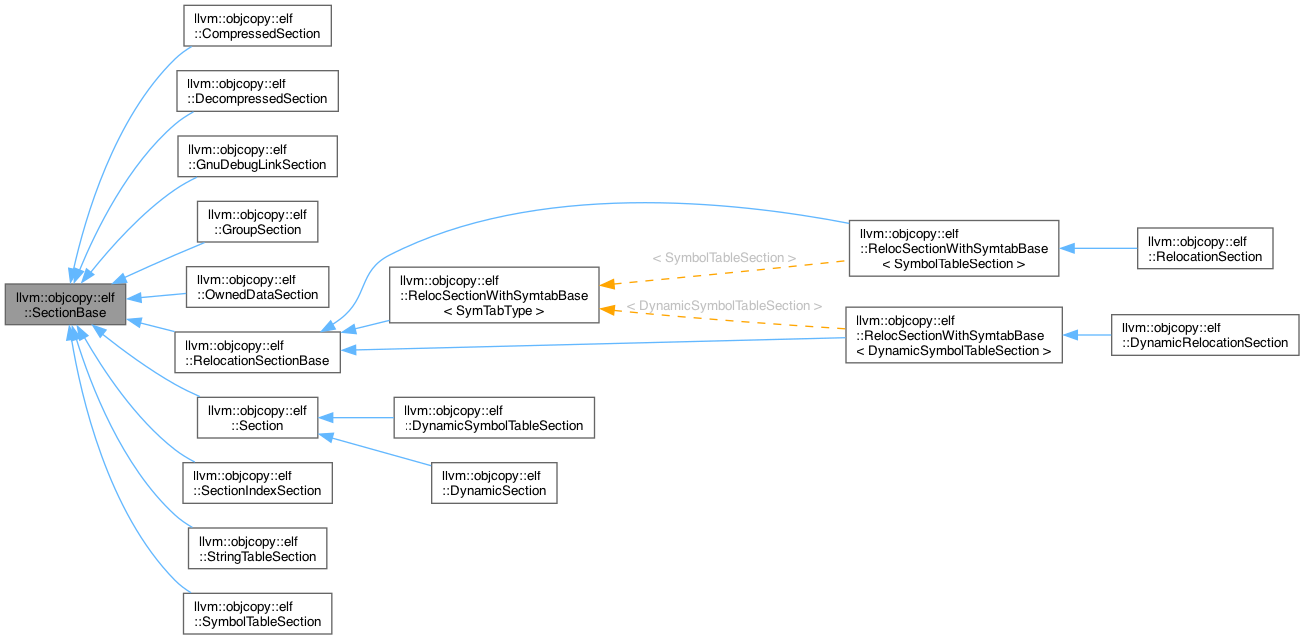 llvm::objcopy::elf
::SectionBase
llvm::objcopy::elf
::CompressedSection
llvm::objcopy::elf
::DecompressedSection
llvm::objcopy::elf
::GnuDebugLinkSection
llvm::objcopy::elf
::GroupSection
llvm::objcopy::elf
::OwnedDataSection
llvm::objcopy::elf
::RelocationSectionBase
llvm::objcopy::elf
::Section
llvm::objcopy::elf
::SectionIndexSection
llvm::objcopy::elf
::StringTableSection
llvm::objcopy::elf
::SymbolTableSection
llvm::objcopy::elf
::RelocSectionWithSymtabBase
< SymTabType >
llvm::objcopy::elf
::DynamicSymbolTableSection
llvm::objcopy::elf
::DynamicSection
< SymbolTableSection >
< DynamicSymbolTableSection >
llvm::objcopy::elf
::RelocSectionWithSymtabBase
< SymbolTableSection >
llvm::objcopy::elf
::RelocSectionWithSymtabBase
< DynamicSymbolTableSection >
llvm::objcopy::elf
::RelocationSection
llvm::objcopy::elf
::DynamicRelocationSection